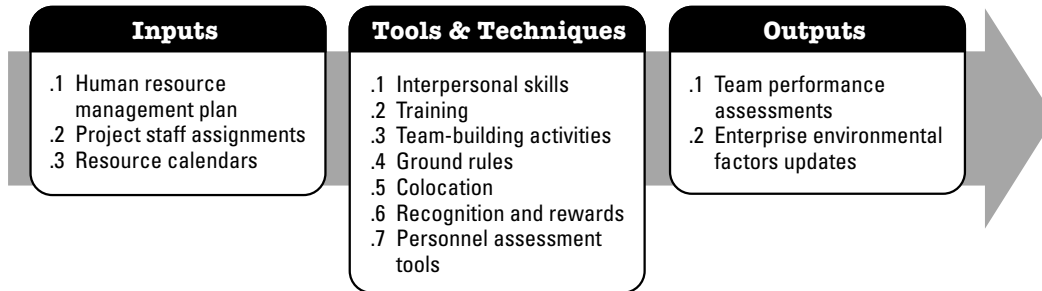 Inputs
.1 Human resource
management plan
.2 Project staff assignments
.3 Resource calendars
Tools & Techniques
.1 Interpersonal skills
.2 Training
.3 Team-building activities
.4 Ground rules
.5 Colocation
.6 Recognition and rewards
.7 Personnel assessment
tools
Outputs
.1 Team performance
assessments
.2 Enterprise environmental
factors updates